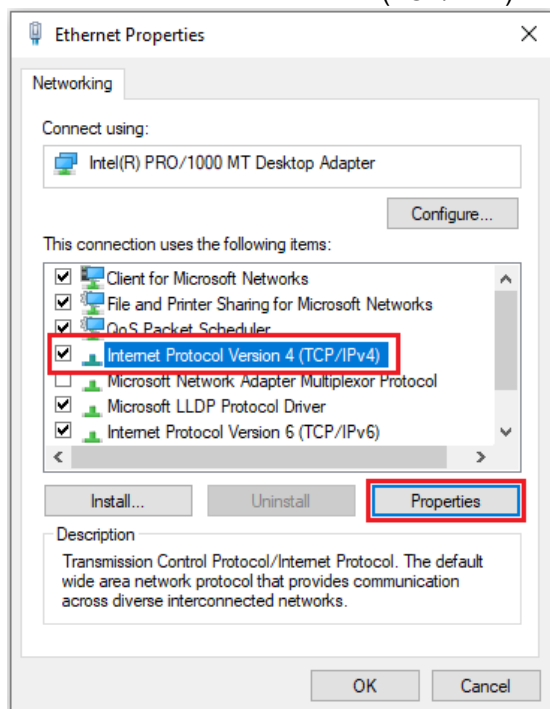 Ethernet Properties
Networking
Connect using:
Intel(R) PRO/1000 MT Desktop Adapter
Configure...
This connection uses the following items:
Client for Microsoft Networks
File and Printer Sharing for Microsoft Networks
QoS Packet Scheduler
Internet Protocol Version 4 (TCP/IPv4)
Microsoft Network Adapter Multiplexor Protocol
Microsoft LLDP Protocol Driver
Internet Protocol Version 6 (TCP/IPv6)
Install... Uninstall Properties
Description
Transmission Control Protocol/Internet Protocol. The default
wide area network protocol that provides communication
across diverse interconnected networks.
OK Cancel